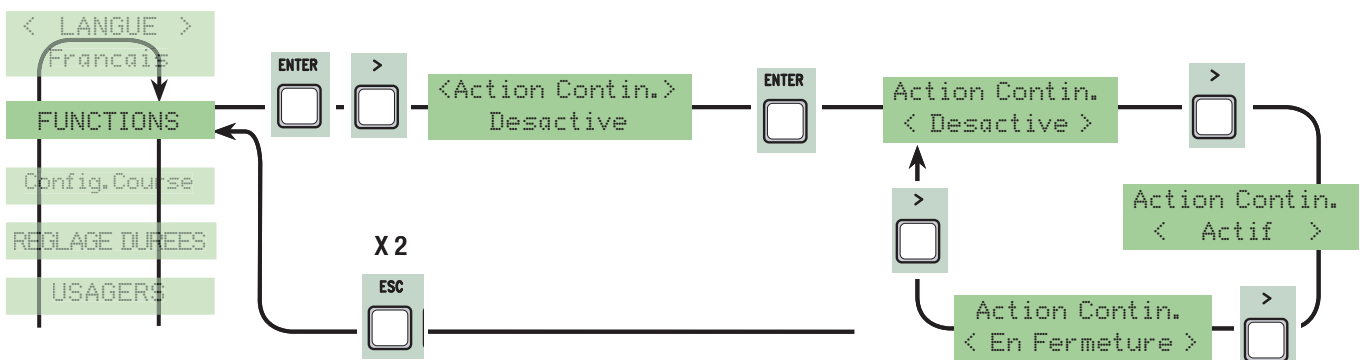 < LANGUE >
Francais
FUNCTIONS
Config.Course
REGLAGE DUREES
USAGERS
ENTER
>
<Action Contin.>
Desactive
ENTER
Action Contin.
< Desactive >
>
Action Contin.
< Actif >
>
Action Contin.
< En Fermeture >
>
X 2
ESC